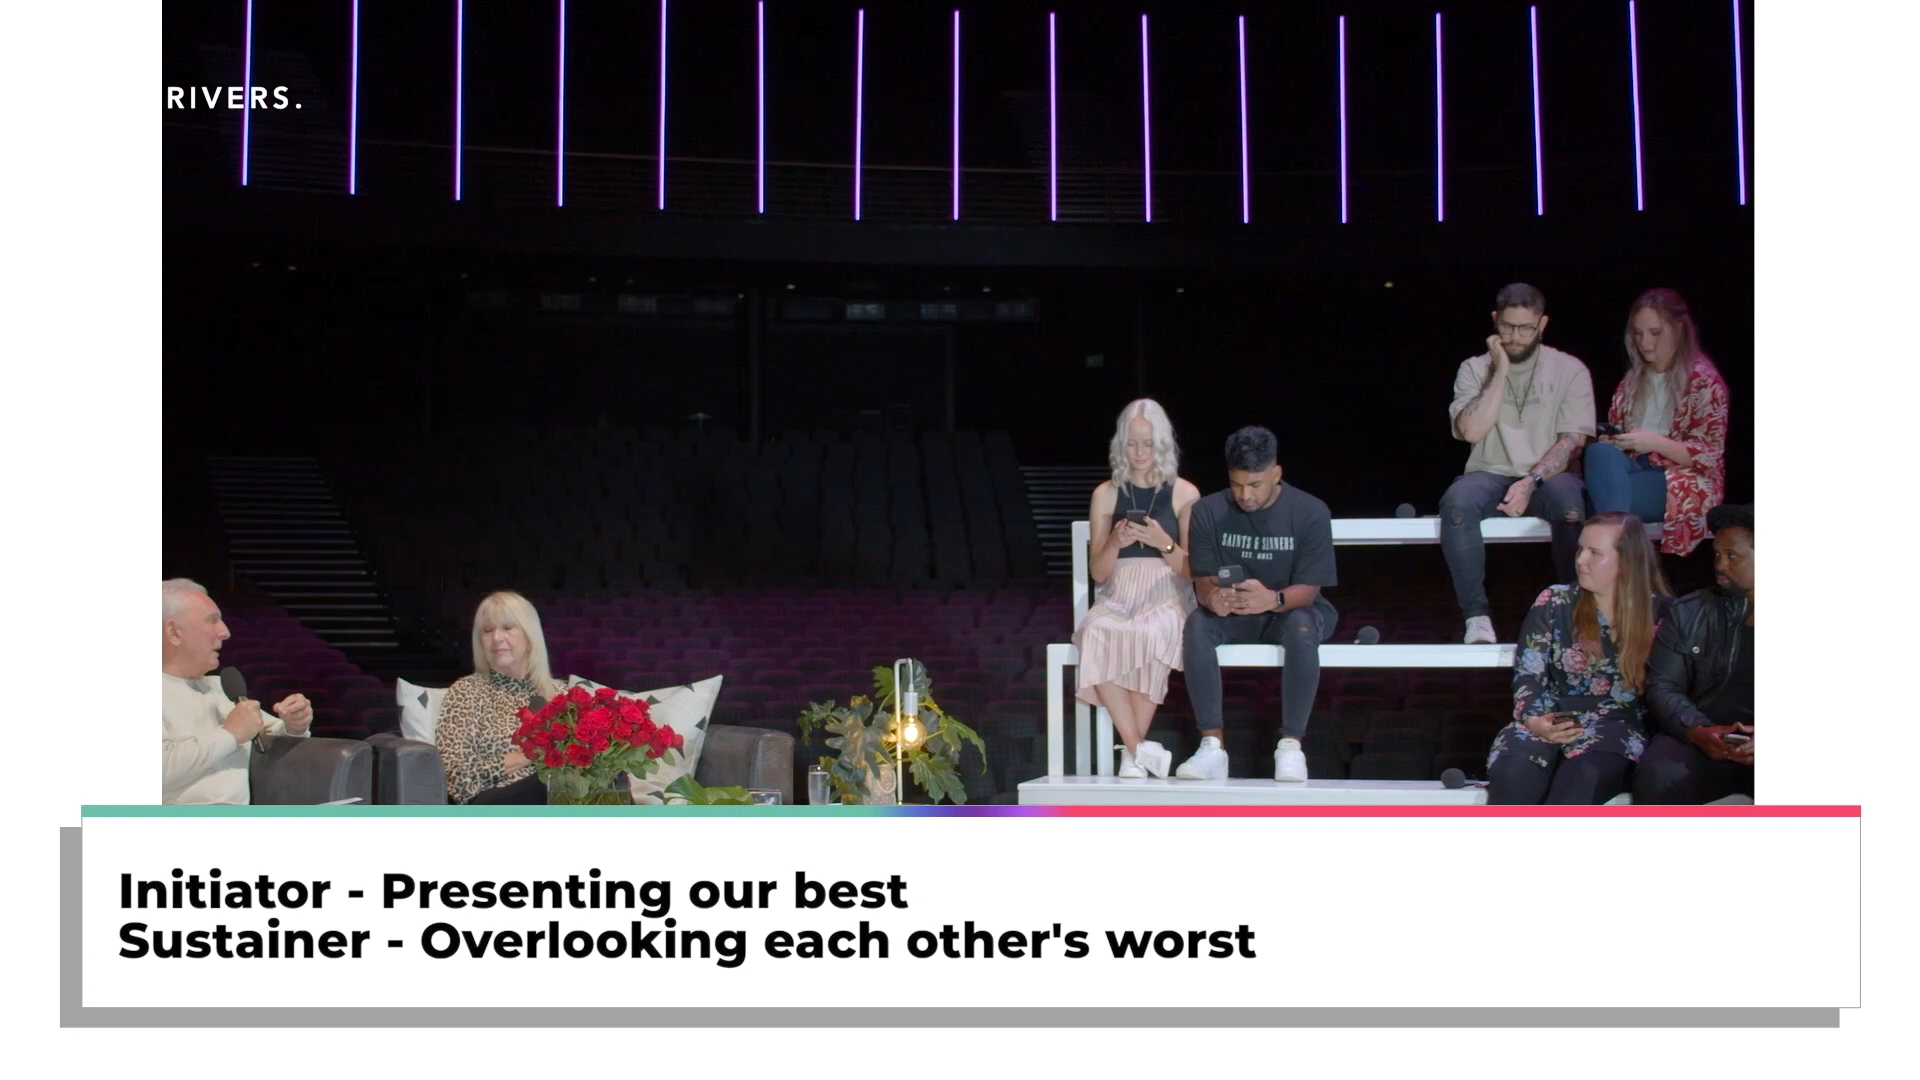 RIVERS.
SAINTS & SINNERS
Initiator - Presenting our best
Sustainer - Overlooking each other's worst